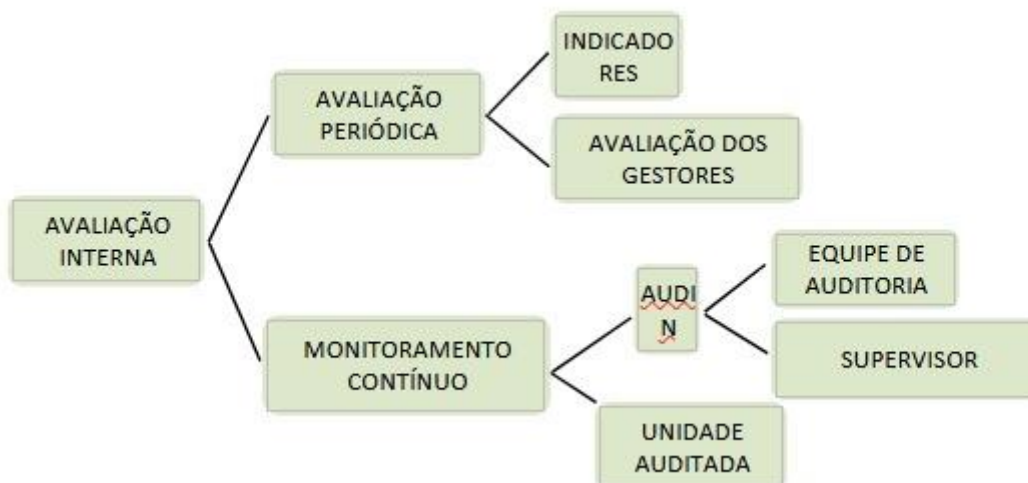 INDICADO
RES
AVALIAÇÃO
PERIÓDICA
AVALIAÇÃO DOS
GESTORES
AVALIAÇÃO
INTERNA
EQUIPE DE
AUDITORIA
AUDI
N
MONITORAMENTO
CONTÍNUO
SUPERVISOR
UNIDADE
AUDITADA